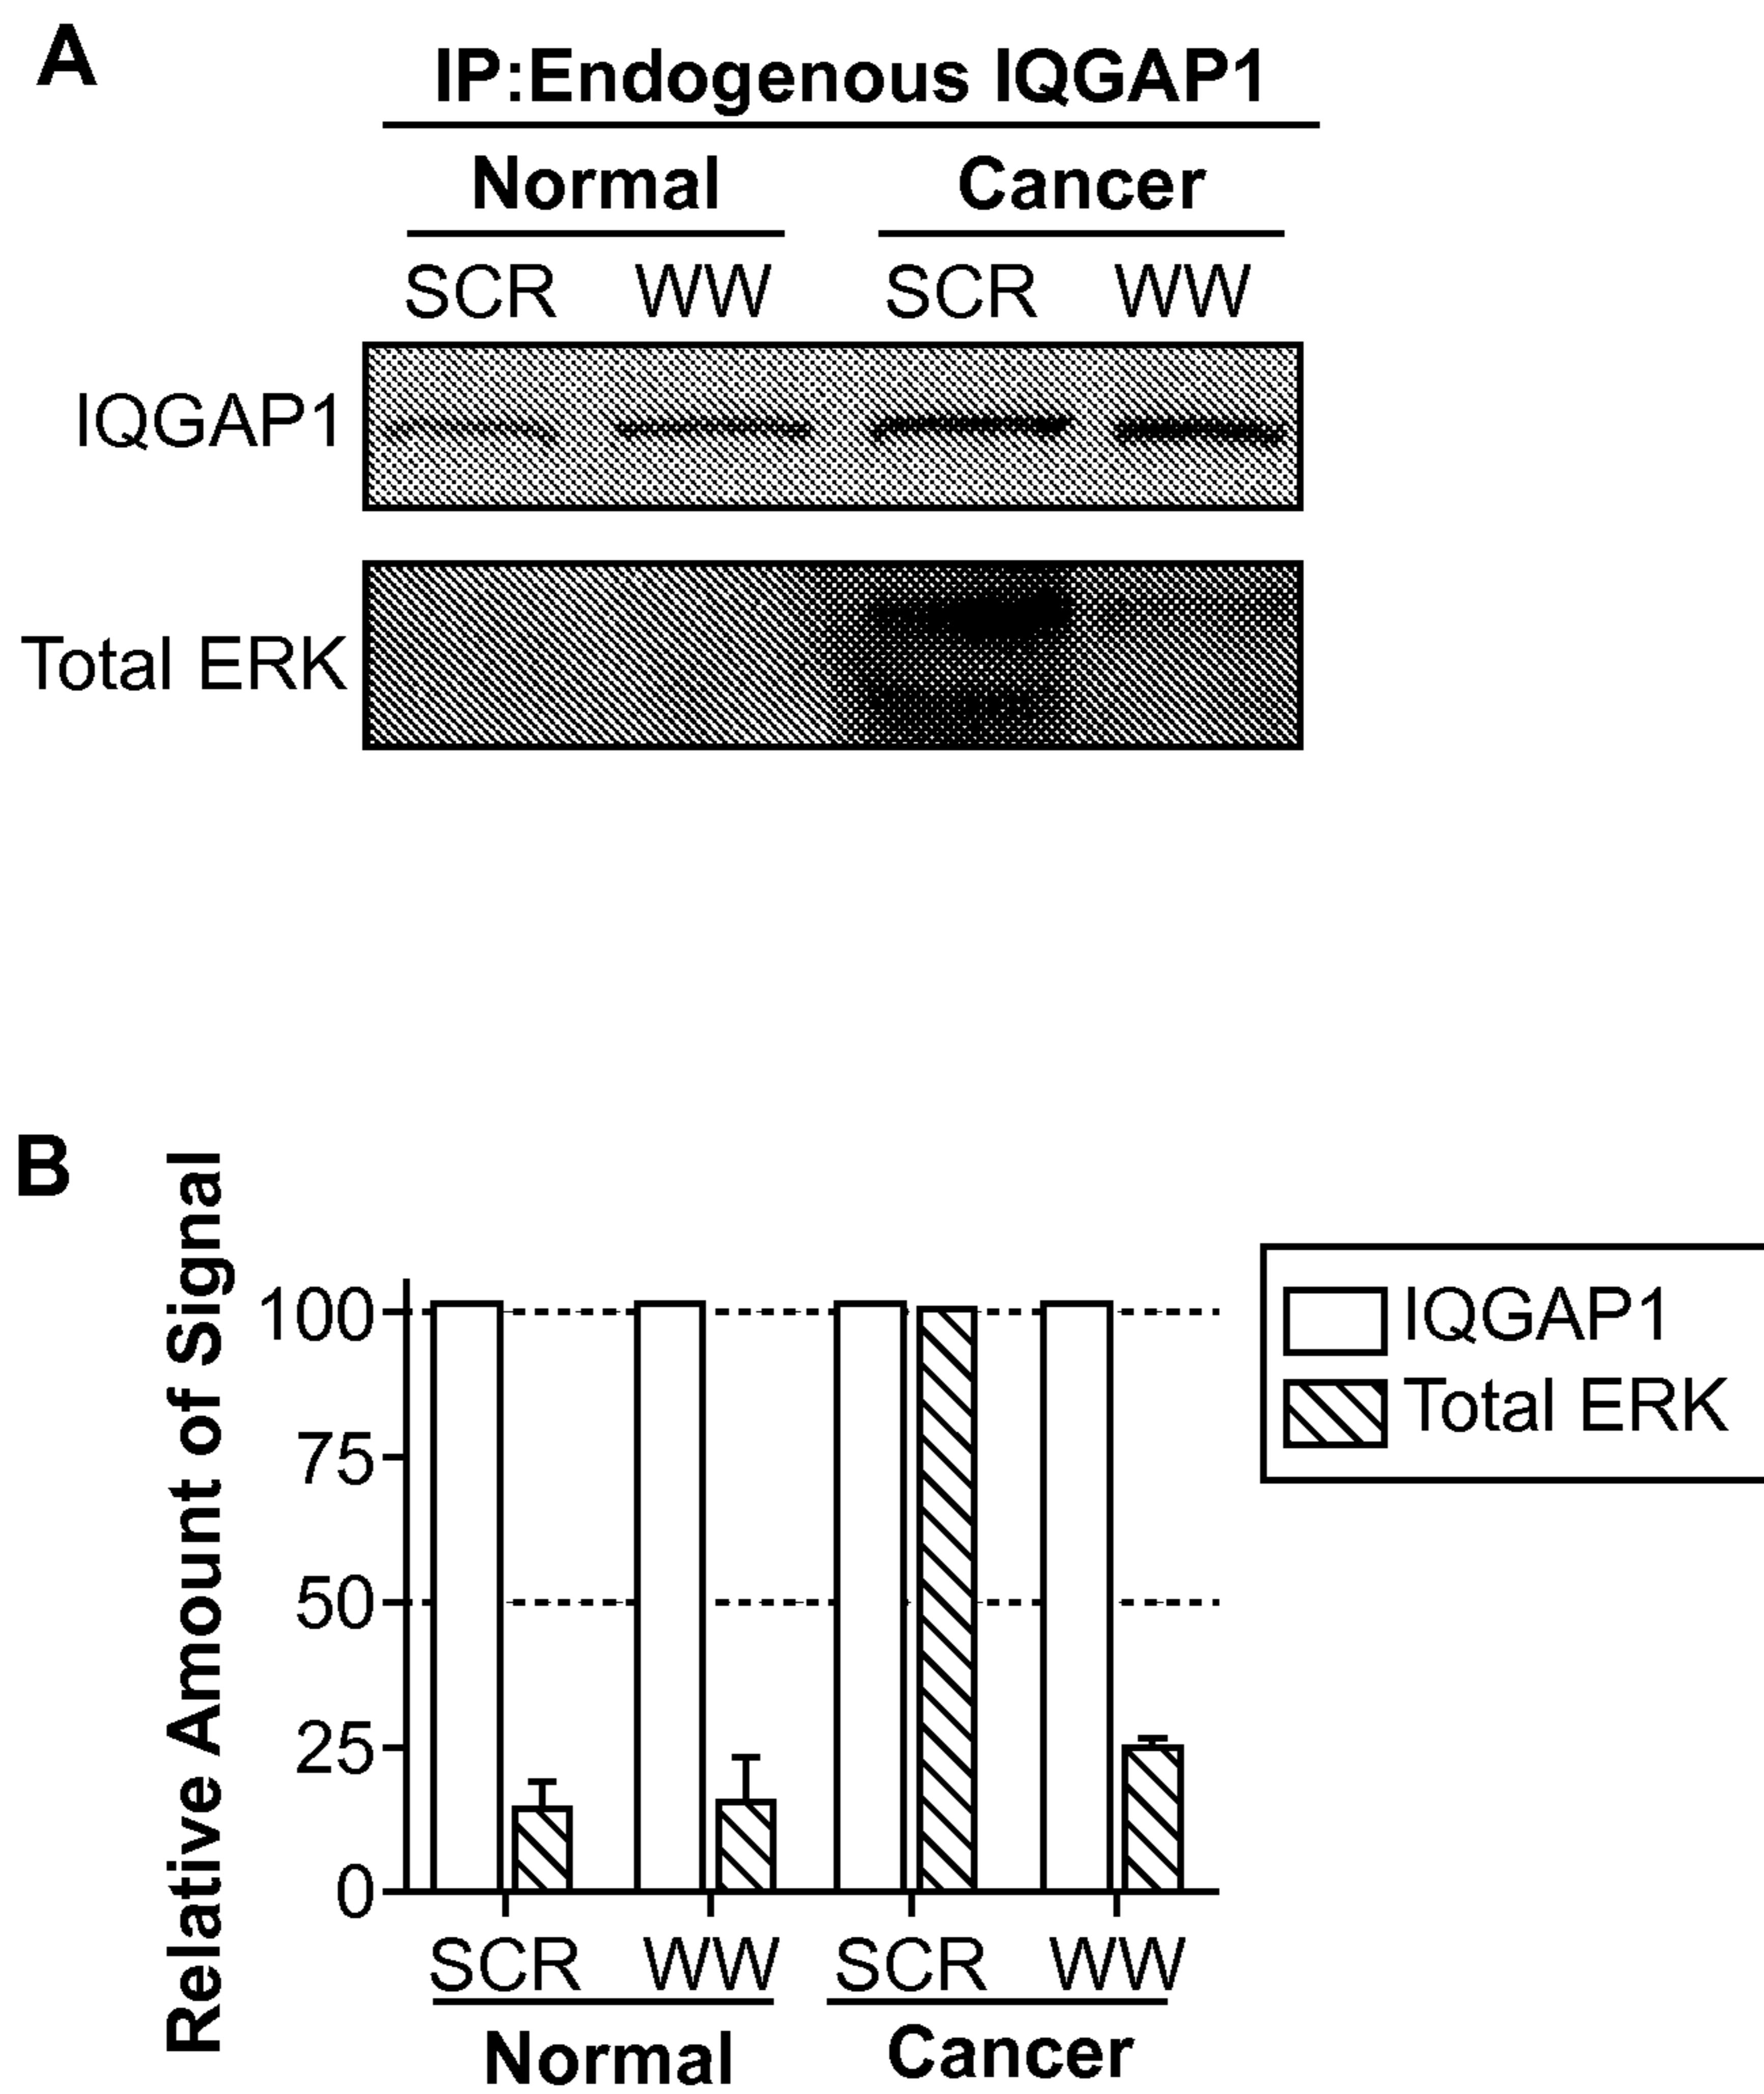 A
IP:Endogenous IQGAP1
Normal Cancer
SCR WW SCR WW
IQGAP1
Total ERK
B
Relative Amount of Signal
100
75
50
25
0
IQGAP1
Total ERK
SCR WW SCR WW
Normal Cancer